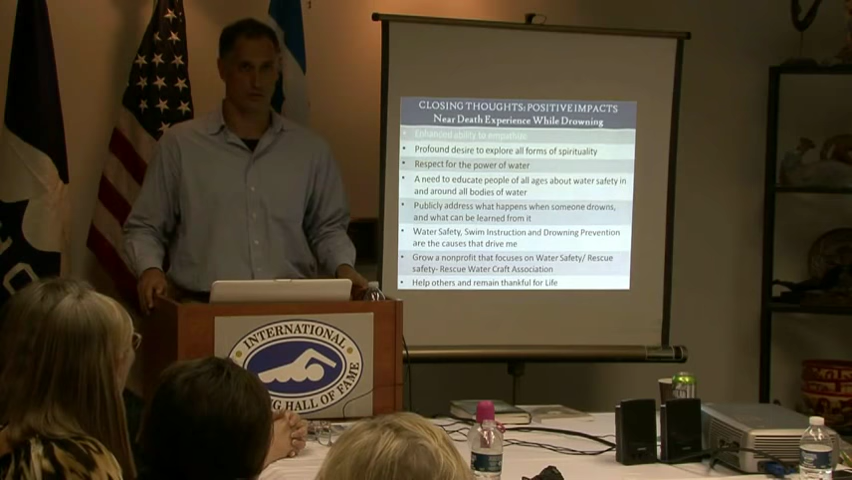 CLOSING THOUGHTS: POSITIVE IMPACTS
Near Death Experience While Drowning
• Enhanced ability to empathize
• Profound desire to explore all forms of spirituality
• Respect for the power of water
• A need to educate people of all ages about water safety in
and around all bodies of water
• Publicly address what happens when someone drowns,
and what can be learned from it
• Water Safety, Swim Instruction and Drowning Prevention
are the causes that drive me
• Grow a nonprofit that focuses on Water Safety/ Rescue
safety- Rescue Water Craft Association
• Help others and remain thankful for Life
INTERNATIONAL
HALL OF FAME